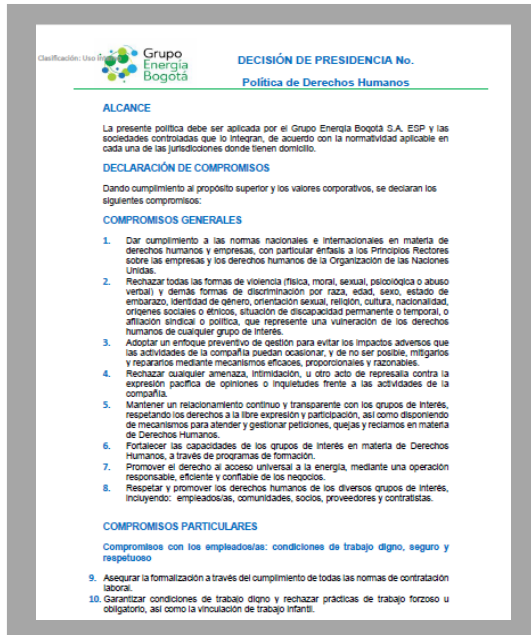 Clasificación: Uso
Grupo
Energía
Bogotá
DECISIÓN DE PRESIDENCIA No.
Política de Derechos Humanos
ALCANCE
La presente política debe ser aplicada por el Grupo Energía Bogotá S.A. ESP y las
sociedades controladas que lo integran, de acuerdo con la normatividad aplicable en
cada una de las jurisdicciones donde tienen domicilio.
DECLARACIÓN DE COMPROMISOS
Dando cumplimiento al propósito superior y los valores corporativos, se declaran los
siguientes compromisos:
COMPROMISOS GENERALES
1. Dar cumplimiento a las normas nacionales e internacionales en materia de
derechos humanos y empresas, con particular énfasis a los Principios Rectores
sobre las empresas y los derechos humanos de la Organización de las Naciones
Unidas.
2. Rechazar todas las formas de violencia (física, moral, sexual, psicológica o abuso
verbal) y demás formas de discriminación por raza, edad, sexo, estado de
embarazo, identidad de género, orientación sexual, religión, cultura, nacionalidad,
orígenes sociales o étnicos, situación de discapacidad permanente o temporal, o
afiliación sindical o política, que represente una vulneración de los derechos
humanos de cualquier grupo de interés.
3. Adoptar un enfoque preventivo de gestión para evitar los impactos adversos que
las actividades de la compañía puedan ocasionar, y de no ser posible, mitigarlos
y repararlos mediante mecanismos eficaces, proporcionales y razonables.
4. Rechazar cualquier amenaza, intimidación, u otro acto de represalia contra la
expresión pacífica de opiniones o inquietudes frente a las actividades de la
compañía.
5. Mantener un relacionamiento continuo y transparente con los grupos de interés,
respetando los derechos a la libre expresión y participación, así como disponiendo
de mecanismos para atender y gestionar peticiones, quejas y reclamos en materia
de Derechos Humanos.
6. Fortalecer las capacidades de los grupos de interés en materia de Derechos
Humanos, a través de programas de formación.
7. Promover el derecho al acceso universal a la energía, mediante una operación
responsable, eficiente y confiable de los negocios.
8. Respetar y promover los derechos humanos de los diversos grupos de interés,
incluyendo: empleados/as, comunidades, socios, proveedores y contratistas.
COMPROMISOS PARTICULARES
Compromisos con los empleados/as: condiciones de trabajo digno, seguro y
respetuoso
9. Asegurar la formalización a través del cumplimiento de todas las normas de contratación
laboral.
10. Garantizar condiciones de trabajo digno y rechazar prácticas de trabajo forzoso u
obligatorio, así como la vinculación de trabajo infantil.